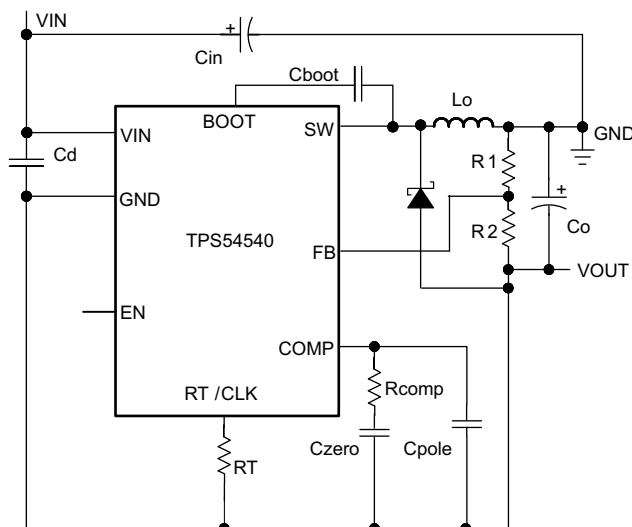 VIN
Cin
+
Cboot
Lo
BOOT
SW
VIN
GND
Cd
R1
+
GND
TPS54540
R2
Co
FB
VOUT
EN
COMP
RT /CLK
Rcomp
RT
Czero
Cpole